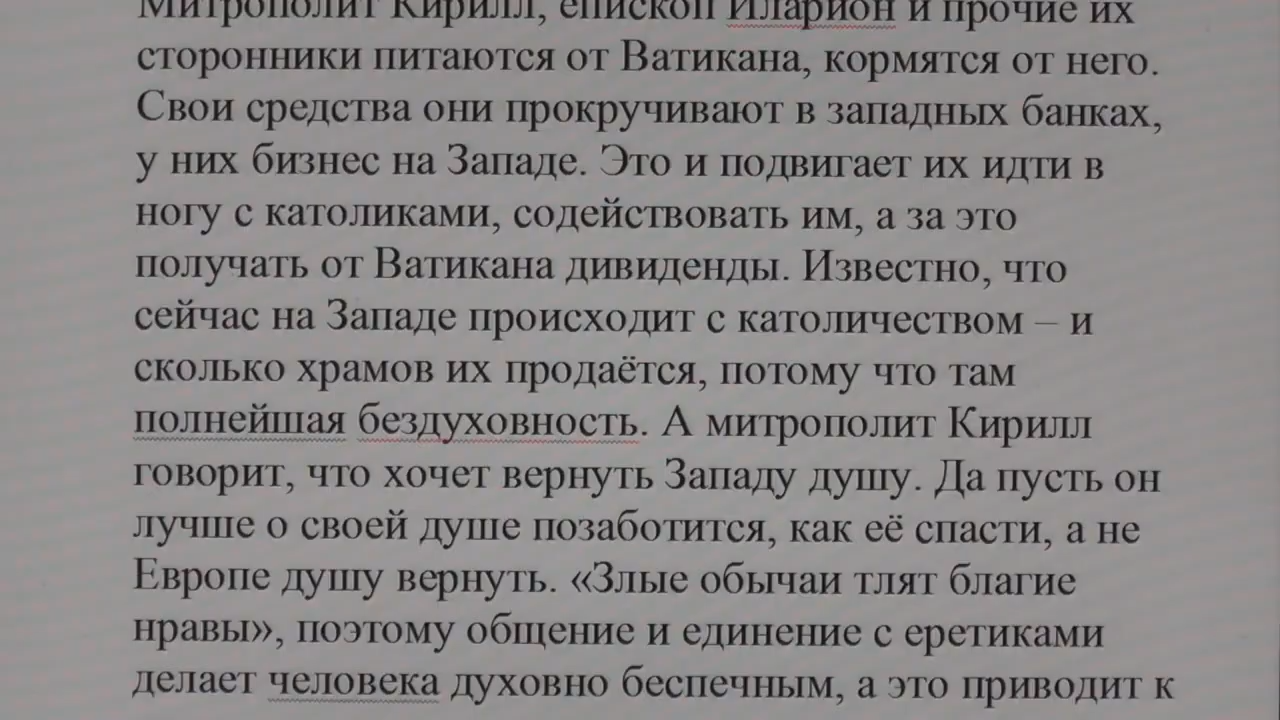 Митрополит Кирилл, епископ Иларион и прочие их
сторонники питаются от Ватикана, кормятся от него.
Свои средства они прокручивают в западных банках,
у них бизнес на Западе. Это и подвигает их идти в
ногу с католиками, содействовать им, а за это
получать от Ватикана дивиденды. Известно, что
сейчас на Западе происходит с католичеством – и
сколько храмов их продаётся, потому что там
полнейшая бездуховность. А митрополит Кирилл
говорит, что хочет вернуть Западу душу. Да пусть он
лучше о своей душе позаботится, как её спасти, а не
Европе душу вернуть. «Злые обычаи тлят благие
нравы», поэтому общение и единение с еретиками
делает человека духовно беспечным, а это приводит к